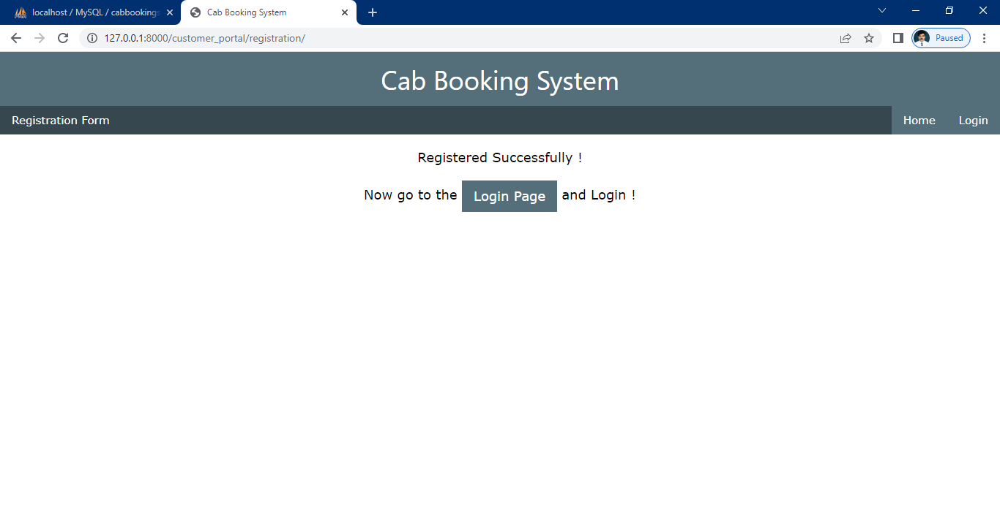 localhost / MySQL / cabbookings
Cab Booking System
127.0.0.1:8000/customer_portal/registration/
Paused
Cab Booking System
Registration Form Home Login
Registered Successfully !
Now go to the Login Page and Login !